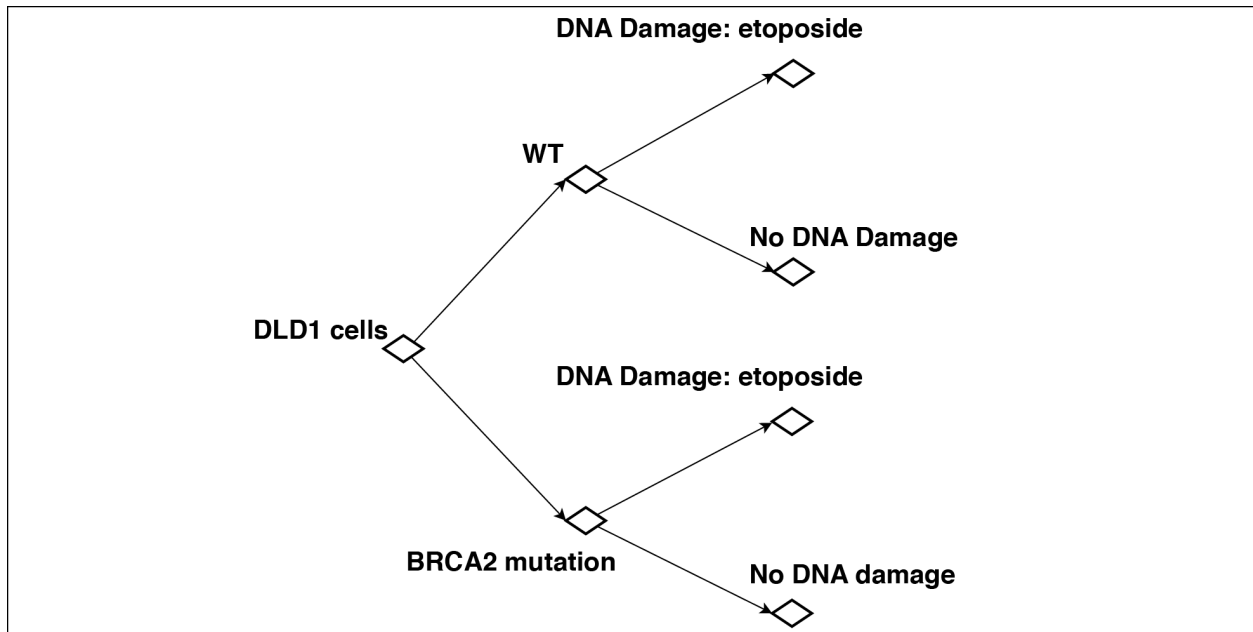 DNA Damage: etoposide
WT
No DNA Damage
DLD1 cells
DNA Damage: etoposide
BRCA2 mutation
No DNA damage